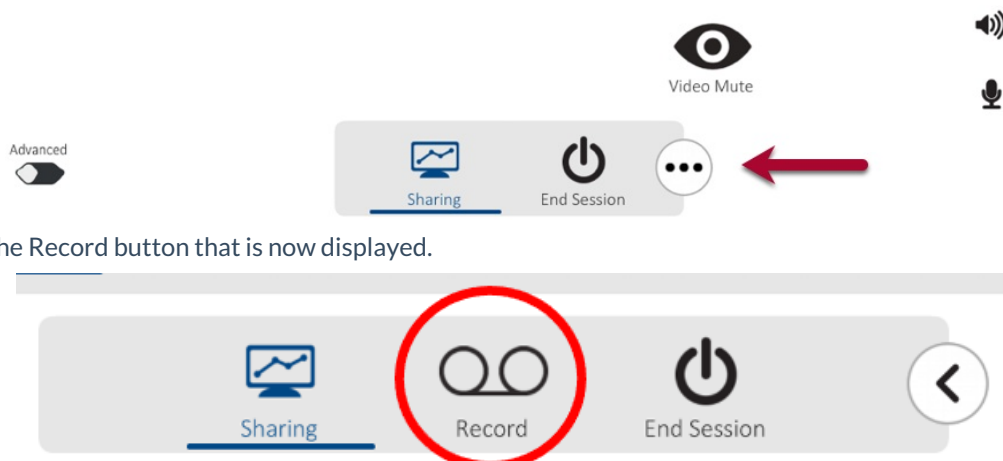 Video Mute
Advanced
Sharing End Session
he Record button that is now displayed.
Sharing Record End Session